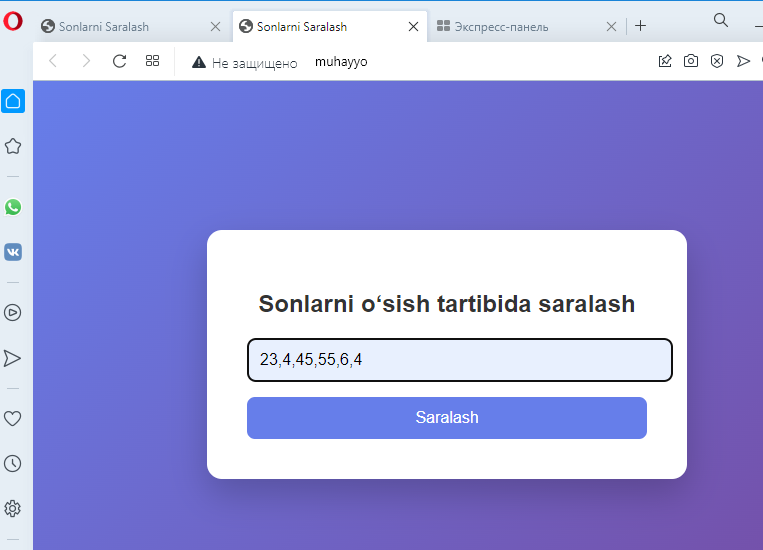 Sonlarni Saralash
Sonlarni Saralash
Экспресс-панель
Не защищено muhayyo
Sonlarni o‘sish tartibida saralash
23,4,45,55,6,4
Saralash